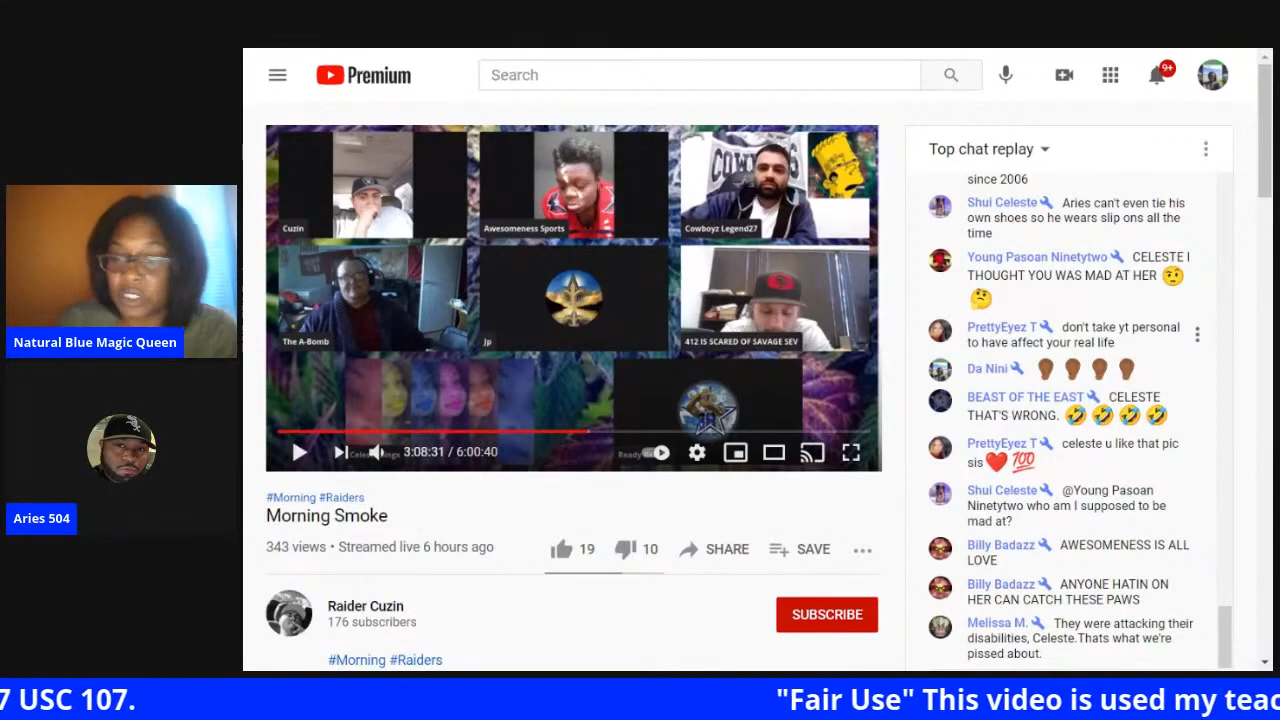 Premium
Search
9+
COWBOYS
Cuzin
Awesomeness Sports
Cowboyz Legend27
The A-Bomb
Jp
412 IS SCARED OF SAVAGE SEV
3:08:31 / 6:00:40
#Morning #Raiders
Morning Smoke
343 views • Streamed live 6 hours ago
19
10
SHARE
SAVE
Raider Cuzin
176 subscribers
SUBSCRIBE
#Morning #Raiders
Top chat replay
since 2006
Shui Celeste Aries can't even tie his
own shoes so he wears slip ons all the
time
Young Pasoan Ninetytwo CELESTE I
THOUGHT YOU WAS MAD AT HER 🤨
🤔
PrettyEyez T don't take yt personal
to have affect your real life
Da Nini 👂🏿 👂🏿 👂🏿 👂🏿
BEAST OF THE EAST CELESTE
THAT'S WRONG. 🤣 🤣 🤣 🤣
PrettyEyez T celeste u like that pic
sis❤️ 💯
Shui Celeste @Young Pasoan
Ninetytwo who am I supposed to be
mad at?
Billy Badazz AWESOMENESS IS ALL
LOVE
Billy Badazz ANYONE HATIN ON
HER CAN CATCH THESE PAWS
Melissa M. They were attacking their
disabilities, Celeste.Thats what we're
pissed about.
Natural Blue Magic Queen
Aries 504
7 USC 107.
"Fair Use" This video is used my teac